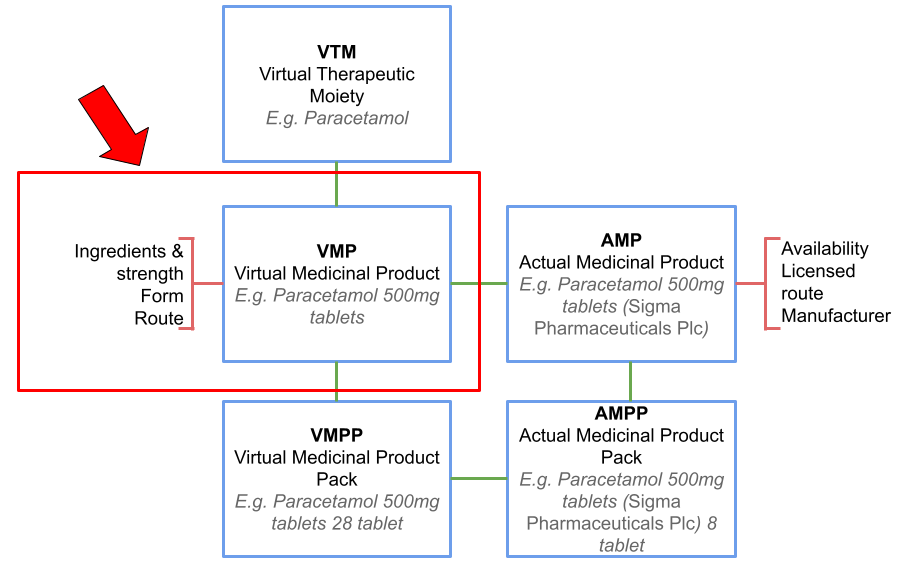 VTM
Virtual Therapeutic
Moiety
E.g. Paracetamol
Ingredients &
strength
Form
Route
VMP
Virtual Medicinal Product
E.g. Paracetamol 500mg
tablets
AMP
Actual Medicinal Product
E.g. Paracetamol 500mg
tablets (Sigma
Pharmaceuticals Plc)
Availability
Licensed
route
Manufacturer
VMPP
Virtual Medicinal Product
Pack
E.g. Paracetamol 500mg
tablets 28 tablet
AMPP
Actual Medicinal Product
Pack
E.g. Paracetamol 500mg
tablets (Sigma
Pharmaceuticals Plc) 8
tablet